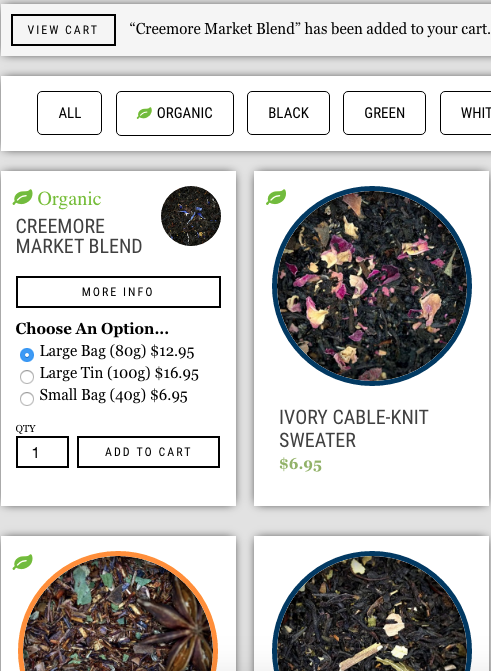 VIEW CART
“Creemore Market Blend” has been added to your cart.
ALL
ORGANIC
BLACK
GREEN
WHIT
Organic
CREEMORE
MARKET BLEND
MORE INFO
Choose An Option...
Large Bag (80g) $12.95
Large Tin (100g) $16.95
Small Bag (40g) $6.95
QTY
1
ADD TO CART
IVORY CABLE-KNIT
SWEATER
$6.95